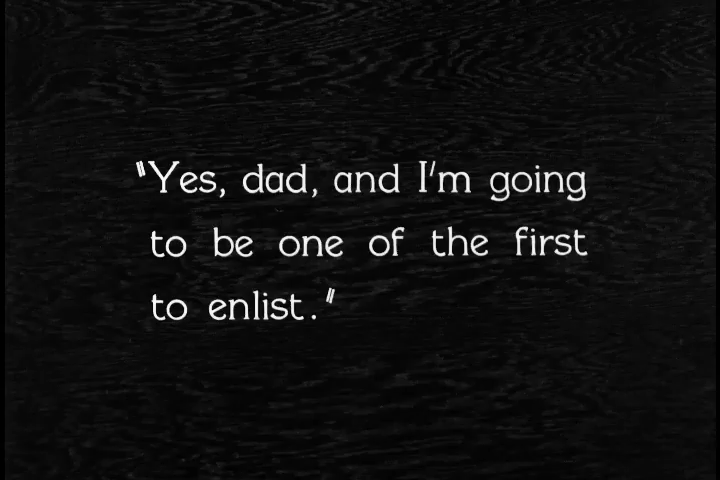 "Yes, dad, and I'm going
to be one of the first
to enlist."